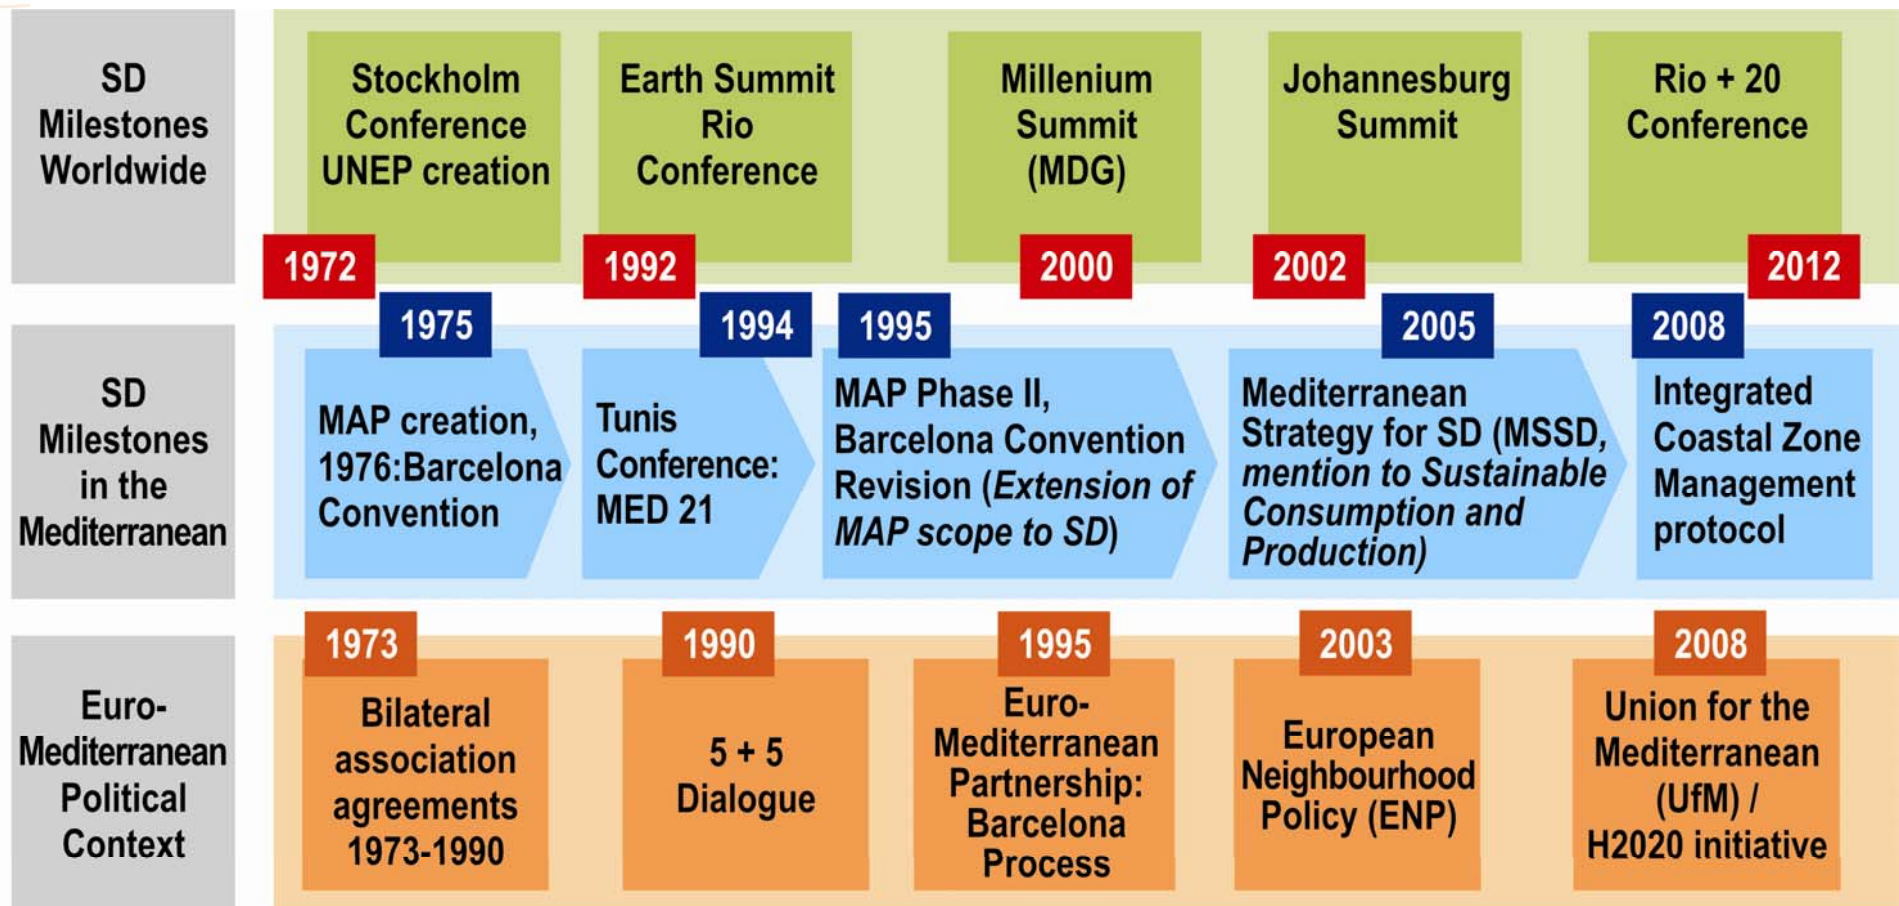 SD
Milestones
Worldwide
Stockholm
Conference
UNEP creation
1972
Earth Summit
Rio
Conference
1992
Millenium
Summit
(MDG)
2000
Johannesburg
Summit
2002
Rio + 20
Conference
2012
SD
Milestones
in the
Mediterranean
1975
MAP creation,
1976:Barcelona
Convention
1994
Tunis
Conference:
MED 21
1995
MAP Phase II,
Barcelona Convention
Revision (Extension of
MAP scope to SD)
2005
Mediterranean
Strategy for SD (MSSD,
mention to Sustainable
Consumption and
Production)
2008
Integrated
Coastal Zone
Management
protocol
Euro-
Mediterranean
Political
Context
1973
Bilateral
association
agreements
1973-1990
1990
5 + 5
Dialogue
1995
Euro-
Mediterranean
Partnership:
Barcelona
Process
2003
European
Neighbourhood
Policy (ENP)
2008
Union for the
Mediterranean
(UfM) /
H2020 initiative